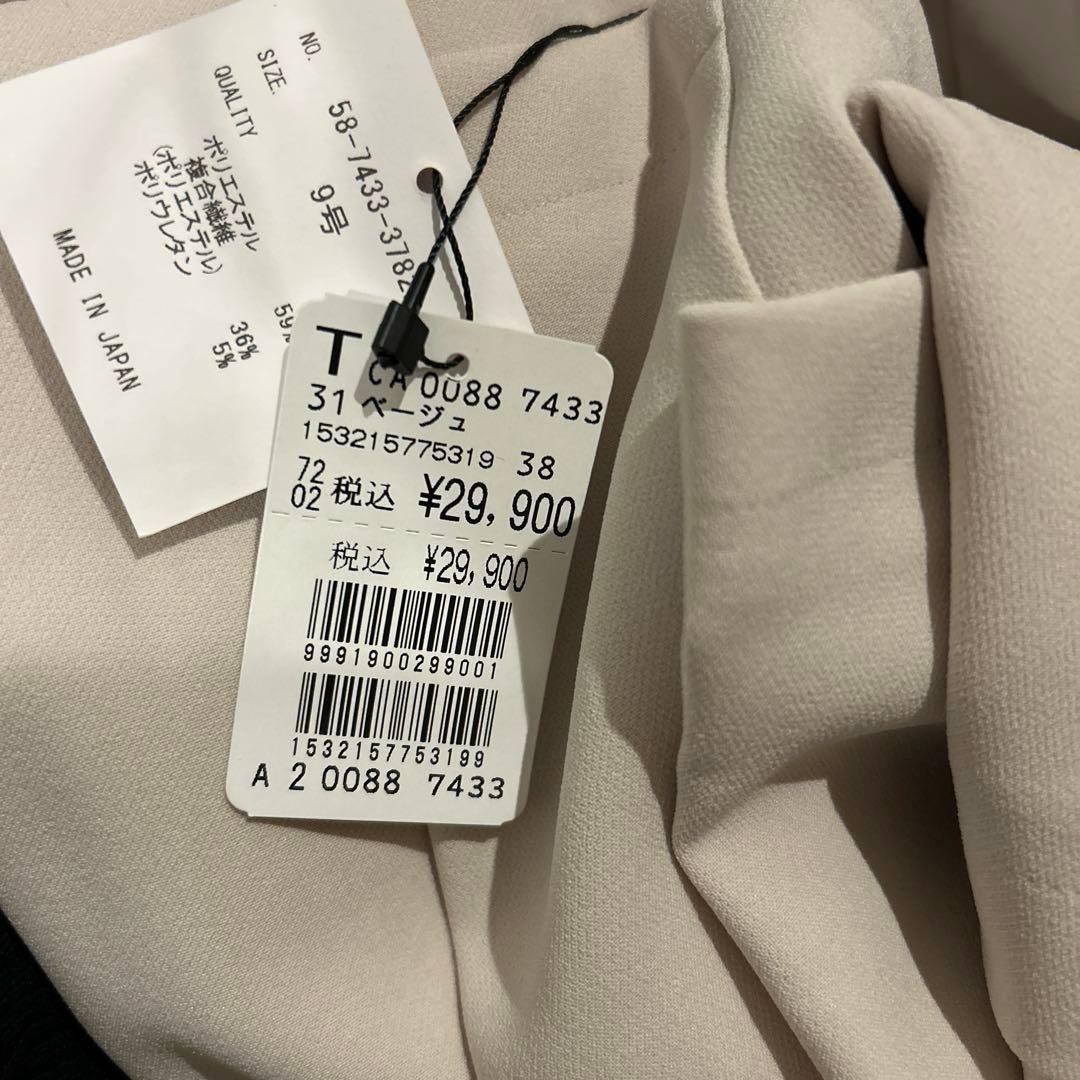 NO. 58-7433-3782
SIZE. 9号
QUALITY
ポリエステル 59%
複合繊維
(ポリエステル) 36%
ポリウレタン 5%
MADE IN JAPAN
T
CA 0088 7433
31 ベージュ
153215775319 38
72
02 税込 ¥29,900
税込 ¥29,900
9991900299001
1532157753199
A 2 0088 7433